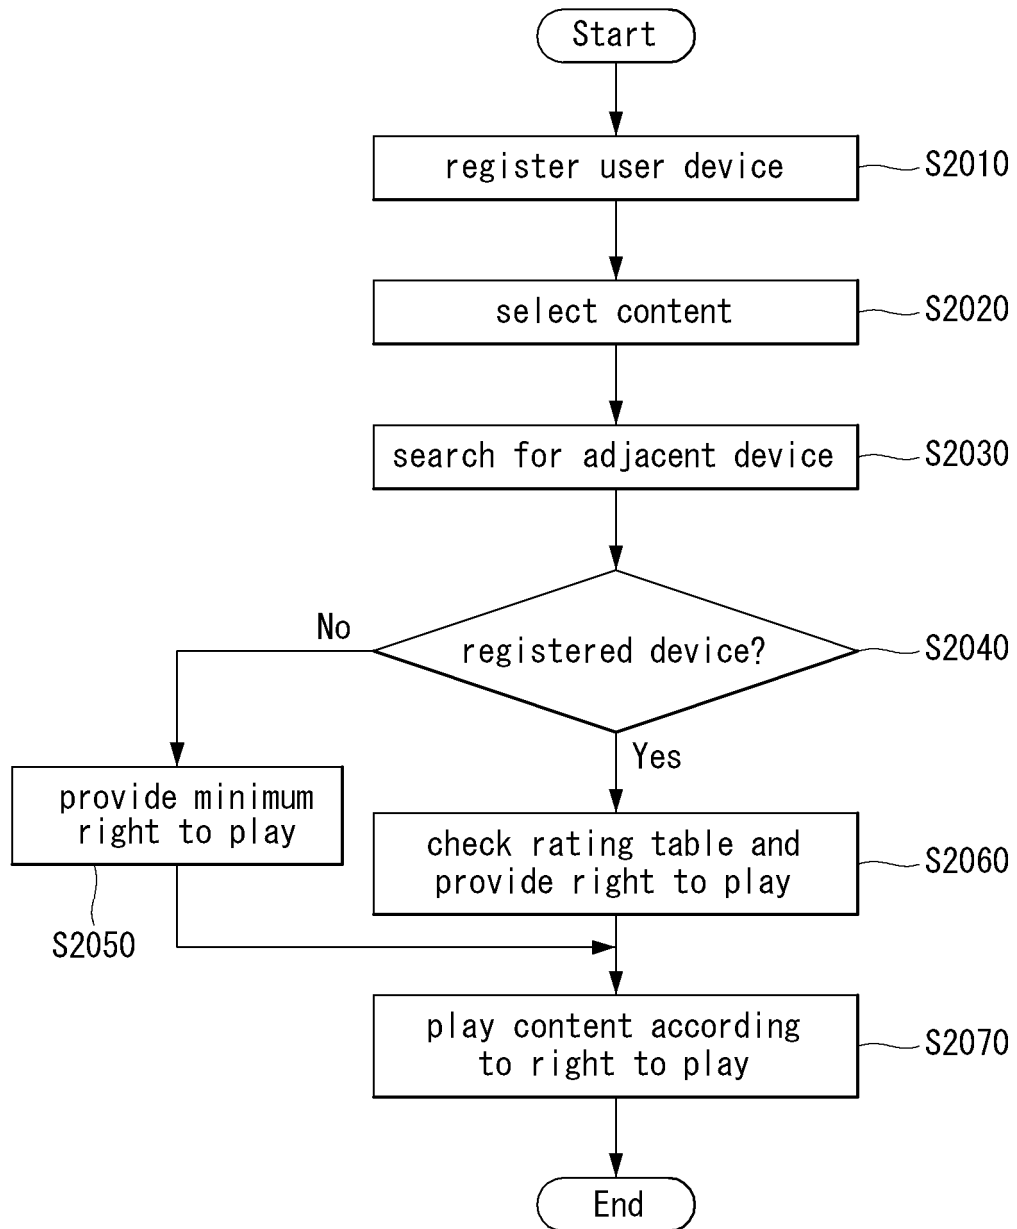 Start
register user device
S2010
select content
S2020
search for adjacent device
S2030
registered device?
S2040
No
Yes
provide minimum
right to play
S2050
check rating table and
provide right to play
S2060
play content according
to right to play
S2070
End